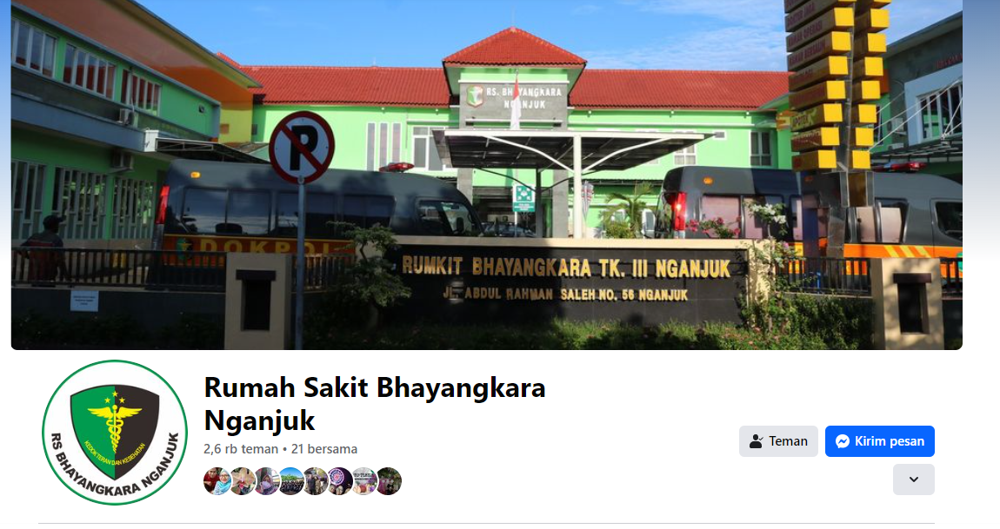 RS. BHAYANGKARA
NGANJUK
P
APOTEK
DOKPOL
RUMKIT BHAYANGKARA TK. III NGANJUK
JL. ABDUL RAHMAN SALEH NO. 56 NGANJUK
KEDOKTERAN DAN KESEHATAN
RS BHAYANGKARA NGANJUK
Rumah Sakit Bhayangkara
Nganjuk
2,6 rb teman • 21 bersama
Teman
Kirim pesan